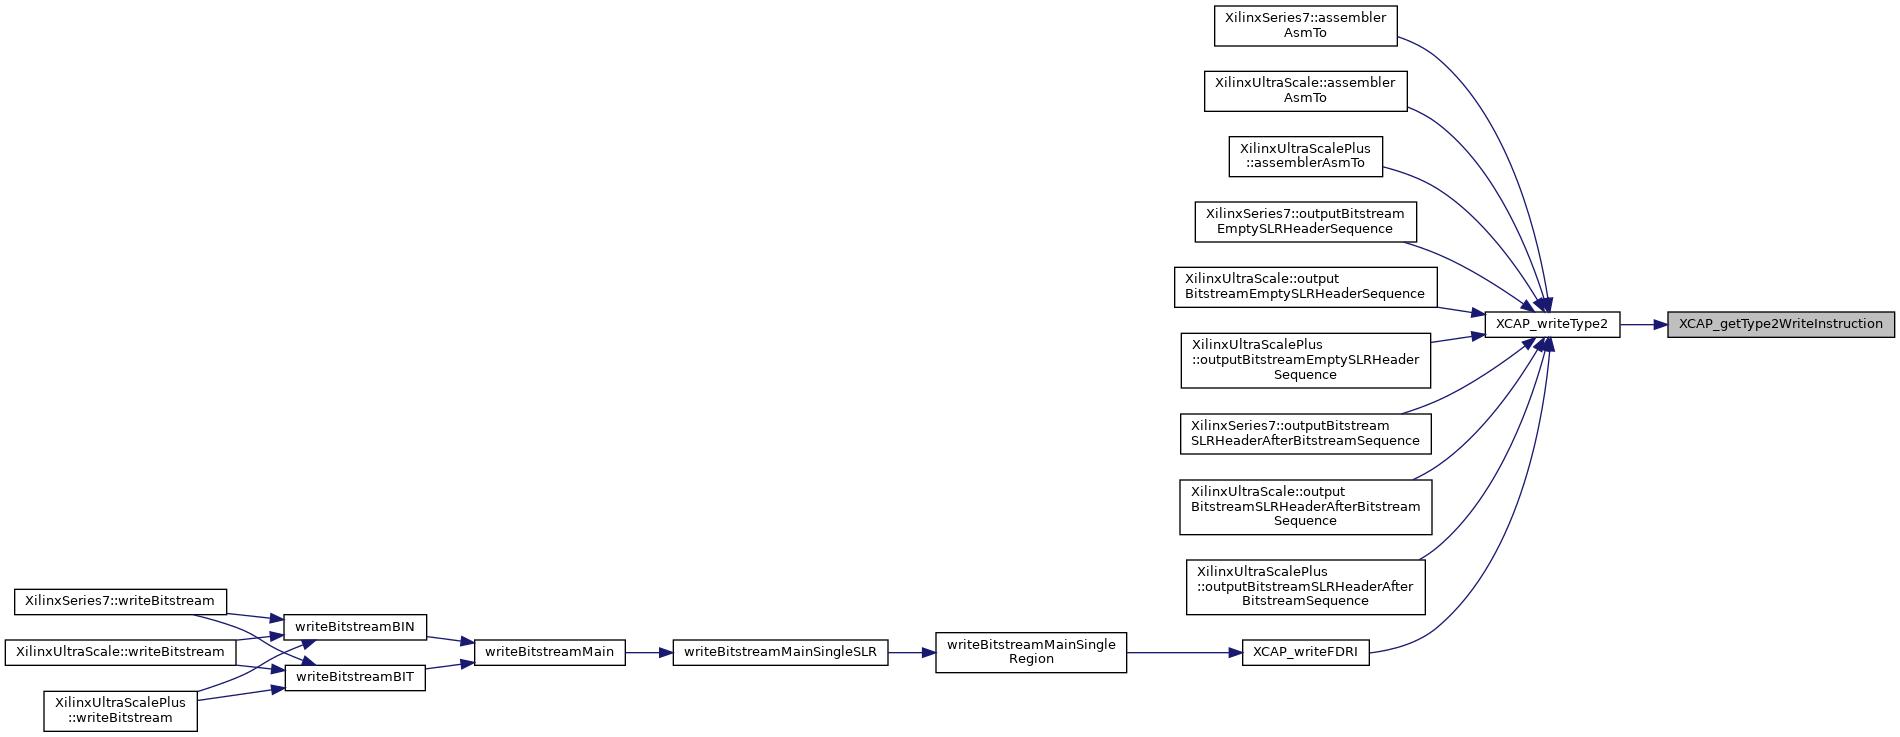 XilinxSeries7::assembler
AsmTo
XilinxUltraScale::assembler
AsmTo
XilinxUltraScalePlus
::assemblerAsmTo
XilinxSeries7::outputBitstream
EmptySLRHeaderSequence
XilinxUltraScale::output
BitstreamEmptySLRHeaderSequence
XCAP_writeType2
XCAP_getType2WriteInstruction
XilinxUltraScalePlus
::outputBitstreamEmptySLRHeader
Sequence
XilinxSeries7::outputBitstream
SLRHeaderAfterBitstreamSequence
XilinxUltraScale::output
BitstreamSLRHeaderAfterBitstream
Sequence
XilinxUltraScalePlus
::outputBitstreamSLRHeaderAfter
BitstreamSequence
XilinxSeries7::writeBitstream
writeBitstreamBIN
XilinxUltraScale::writeBitstream
writeBitstreamMain
writeBitstreamMainSingleSLR
writeBitstreamMainSingle
Region
XCAP_writeFDRI
writeBitstreamBIT
XilinxUltraScalePlus
::writeBitstream